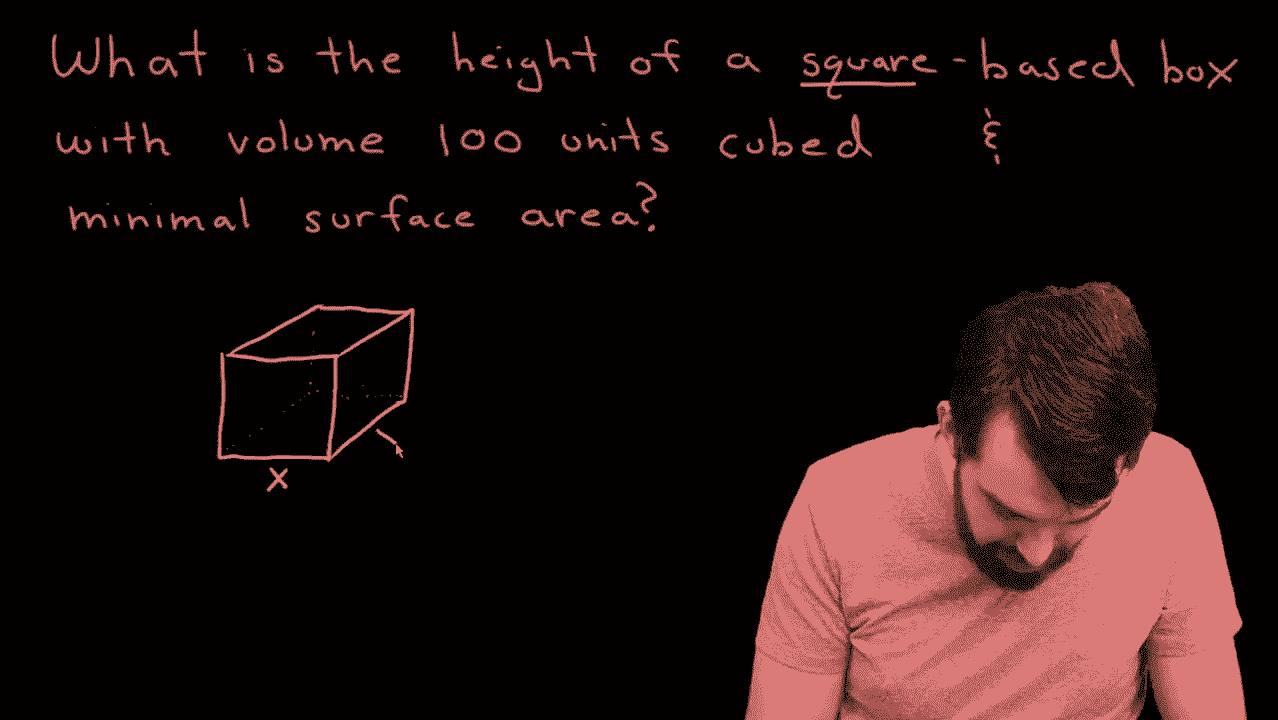 What is the height of a square-based box
with volume 100 units cubed &
minimal surface area?
x